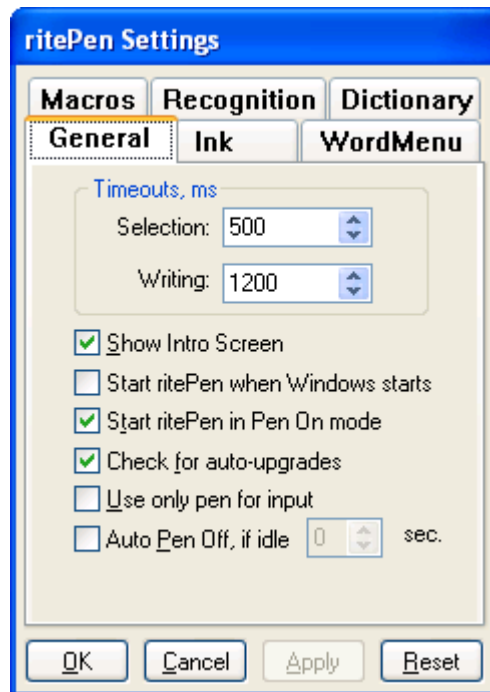 ritePen Settings
Macros Recognition Dictionary
General Ink WordMenu
Timeouts, ms
Selection: 500
Writing: 1200
Show Intro Screen
Start ritePen when Windows starts
Start ritePen in Pen On mode
Check for auto-upgrades
Use only pen for input
Auto Pen Off, if idle 0 sec.
OK Cancel Apply Reset